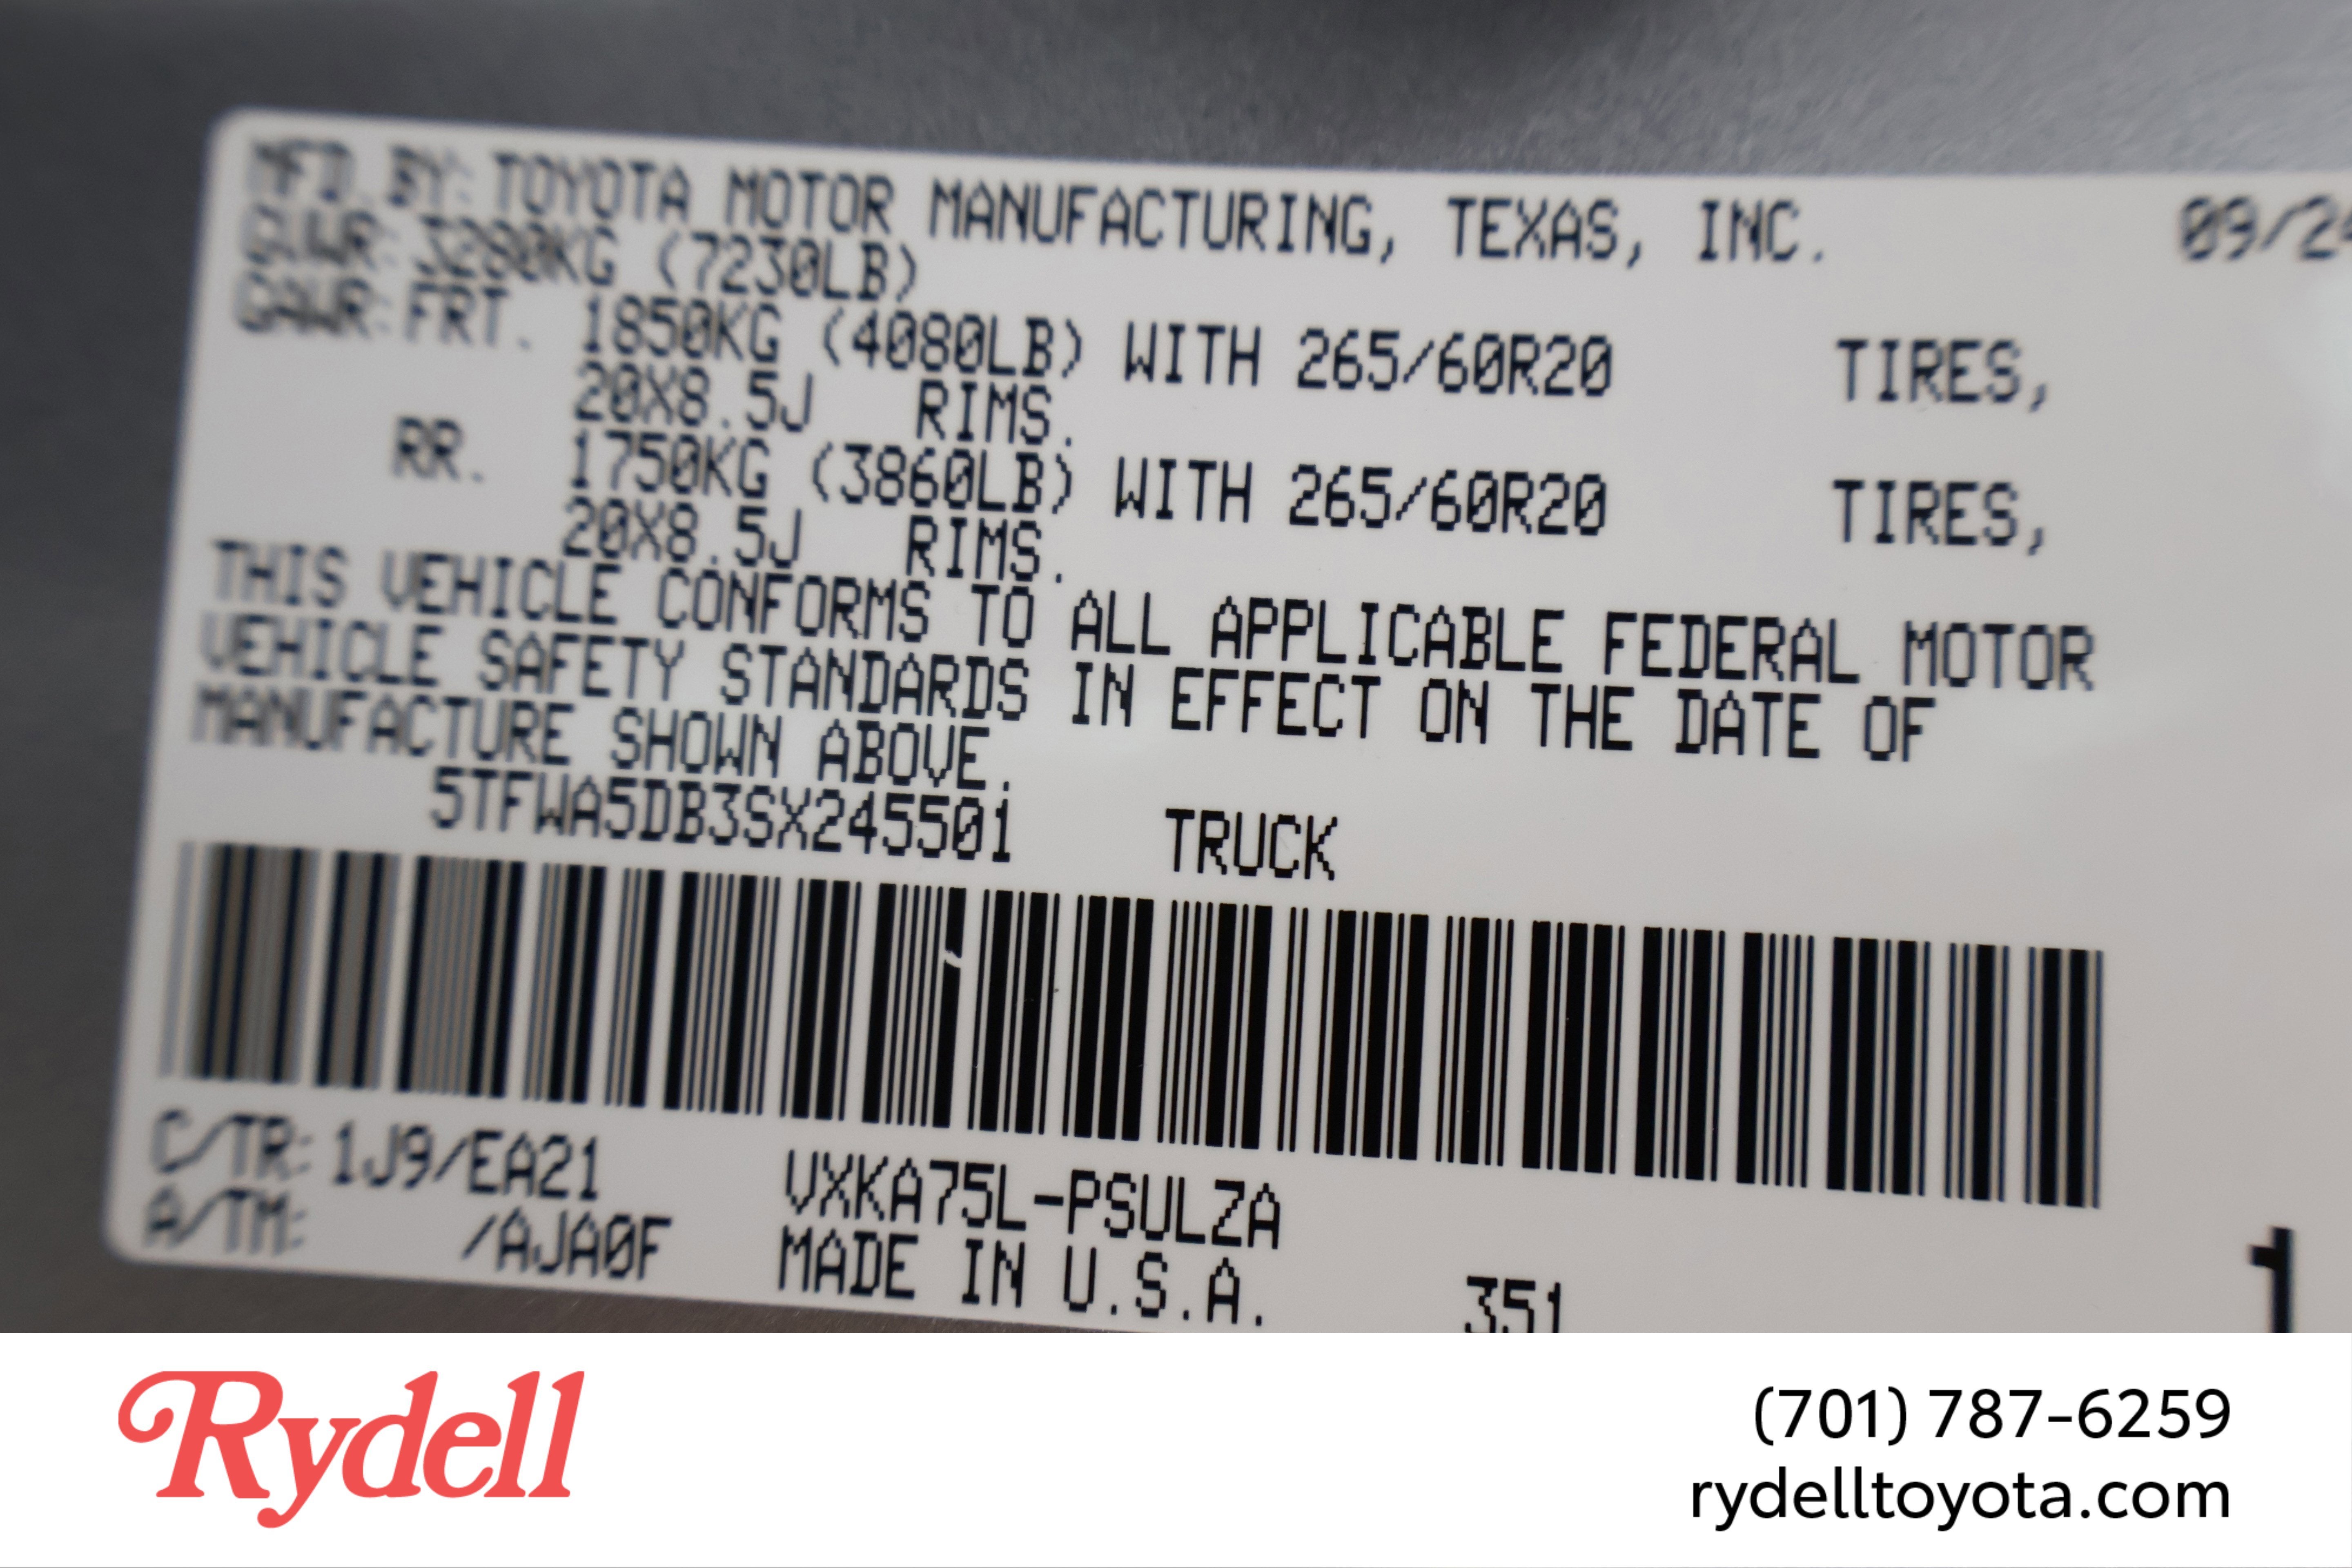 MFD. BY: TOYOTA MOTOR MANUFACTURING, TEXAS, INC. 09/24
GVWR: 3280KG (7230LB)
GAWR: FRT. 1850KG (4080LB) WITH 265/60R20 TIRES,
20X8.5J RIMS.
RR. 1750KG (3860LB) WITH 265/60R20 TIRES,
20X8.5J RIMS.
THIS VEHICLE CONFORMS TO ALL APPLICABLE FEDERAL MOTOR
VEHICLE SAFETY STANDARDS IN EFFECT ON THE DATE OF
MANUFACTURE SHOWN ABOVE.
5TFWA5DB3SX245501 TRUCK
C/TR: 1J9/EA21 VXKA75L-PSULZA
A/TM: /AJA0F MADE IN U.S.A. 351
1
Rydell
(701) 787-6259
rydelltoyota.com